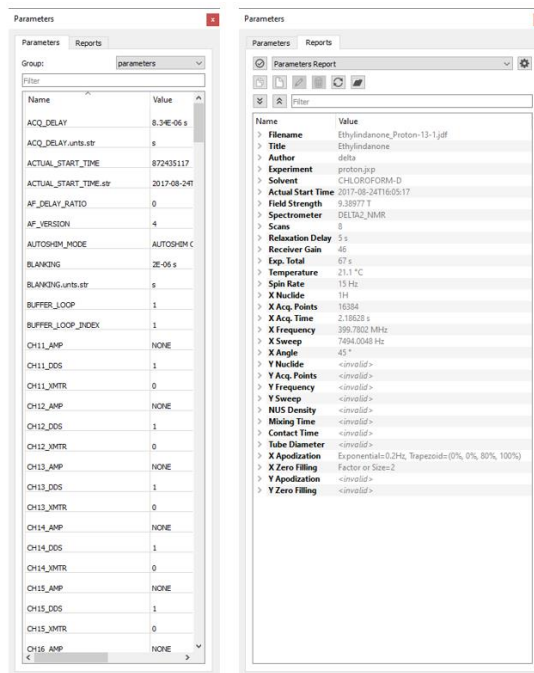 Parameters
x
Parameters Reports
Group: parameters
Filter
Name Value
ACQ_DELAY 8.34E-06 s
ACQ_DELAY.unts.str s
ACTUAL_START_TIME 872435117
ACTUAL_START_TIME.str 2017-08-24T
AF_DELAY_RATIO 0
AF_VERSION 4
AUTOSHIM_MODE AUTOSHIM C
BLANKING 2E-06 s
BLANKING.unts.str s
BUFFER_LOOP 1
BUFFER_LOOP_INDEX 1
CH11_AMP NONE
CH11_DDS 1
CH11_XMTR 0
CH12_AMP NONE
CH12_DDS 1
CH12_XMTR 0
CH13_AMP NONE
CH13_DDS 1
CH13_XMTR 0
CH14_AMP NONE
CH14_DDS 1
CH14_XMTR 0
CH15_AMP NONE
CH15_DDS 1
CH15_XMTR 0
CH16_AMP NONE
Parameters
Parameters Reports
Parameters Report
Filter
Name Value
Filename Ethylindanone_Proton-13-1.jdf
Title Ethylindanone
Author delta
Experiment proton.jxp
Solvent CHLOROFORM-D
Actual Start Time 2017-08-24T16:05:17
Field Strength 9.38977 T
Spectrometer DELTA2_NMR
Scans 8
Relaxation Delay 5 s
Receiver Gain 46
Exp. Total 67 s
Temperature 21.1 °C
Spin Rate 15 Hz
X Nuclide 1H
X Acq. Points 16384
X Acq. Time 2.18628 s
X Frequency 399.7802 MHz
X Sweep 7494.0048 Hz
X Angle 45 °
Y Nuclide <invalid>
Y Acq. Points <invalid>
Y Frequency <invalid>
Y Sweep <invalid>
NUS Density <invalid>
Mixing Time <invalid>
Contact Time <invalid>
Tube Diameter <invalid>
X Apodization Exponential=0.2Hz, Trapezoid=(0%, 0%, 80%, 100%)
X Zero Filling Factor or Size=2
Y Apodization <invalid>
Y Zero Filling <invalid>